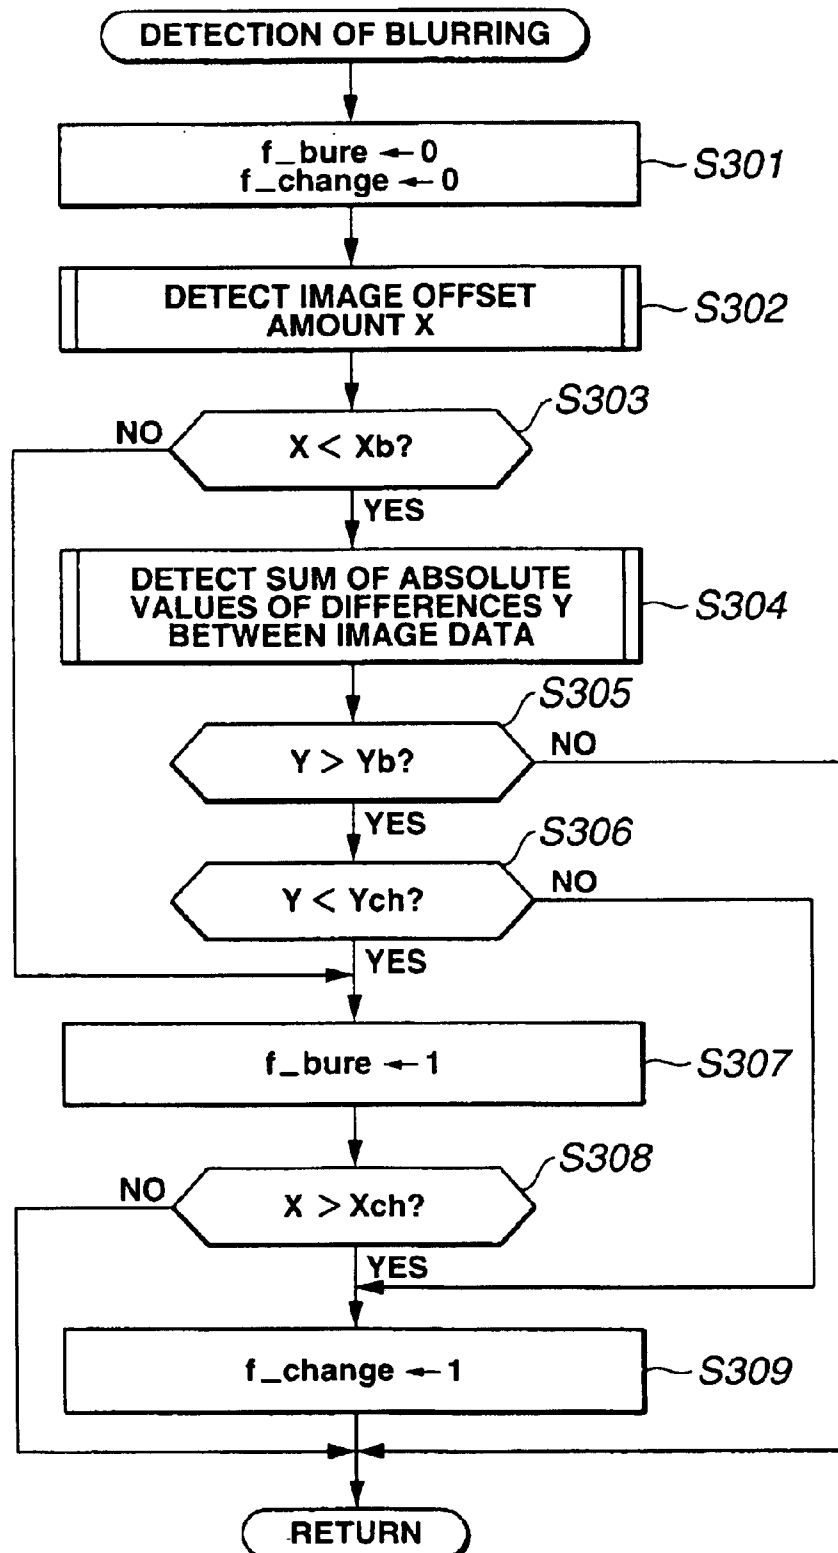 DETECTION OF BLURRING
f_bure ← 0
f_change ← 0
S301
DETECT IMAGE OFFSET
AMOUNT X
S302
S303
X < Xb?
NO
YES
DETECT SUM OF ABSOLUTE
VALUES OF DIFFERENCES Y
BETWEEN IMAGE DATA
S304
S305
Y > Yb?
NO
YES
S306
Y < Ych?
NO
YES
f_bure ← 1
S307
S308
NO
X > Xch?
YES
f_change ← 1
S309
RETURN